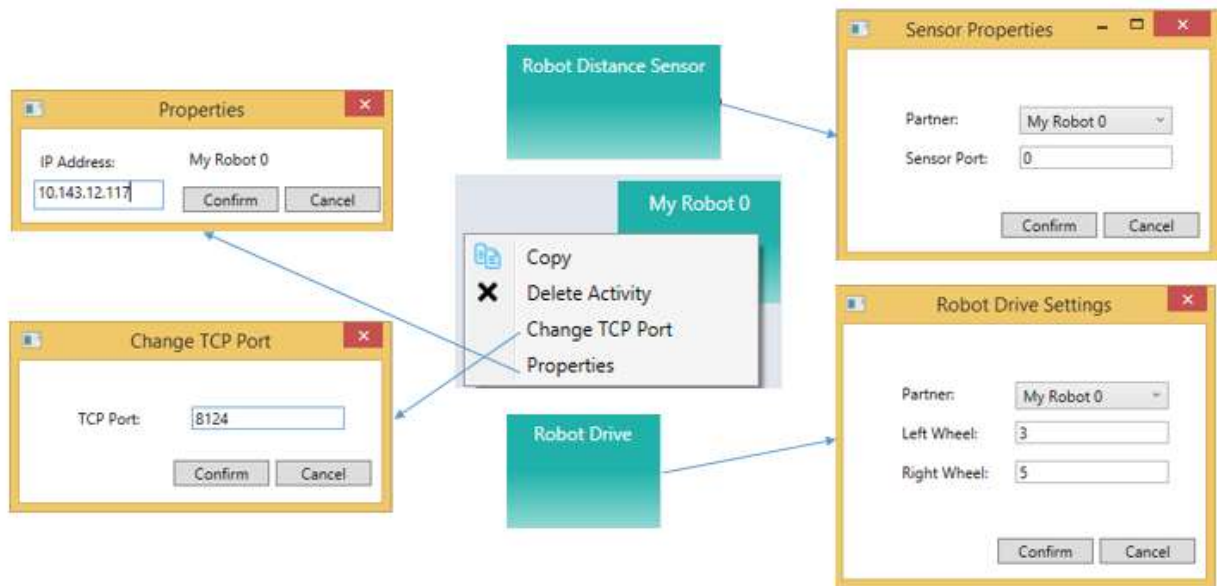 Properties
IP Address:
My Robot 0
10.143.12.117
Confirm
Cancel
Change TCP Port
TCP Port:
8124
Confirm
Cancel
Robot Distance Sensor
My Robot 0
Copy
Delete Activity
Change TCP Port
Properties
Robot Drive
Sensor Properties
Partner:
My Robot 0
Sensor Port:
0
Confirm
Cancel
Robot Drive Settings
Partner:
My Robot 0
Left Wheel:
3
Right Wheel:
5
Confirm
Cancel